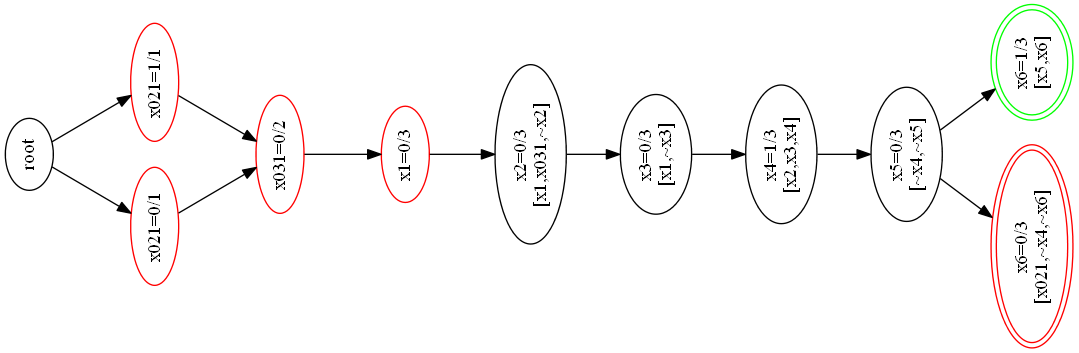 root
x021=1/1
x021=0/1
x031=0/2
x1=0/3
x2=0/3
[x1,x031,~x2]
x3=0/3
[x1,~x3]
x4=1/3
[x2,x3,x4]
x5=0/3
[~x4,~x5]
x6=1/3
[x5,x6]
x6=0/3
[x021,~x4,~x6]